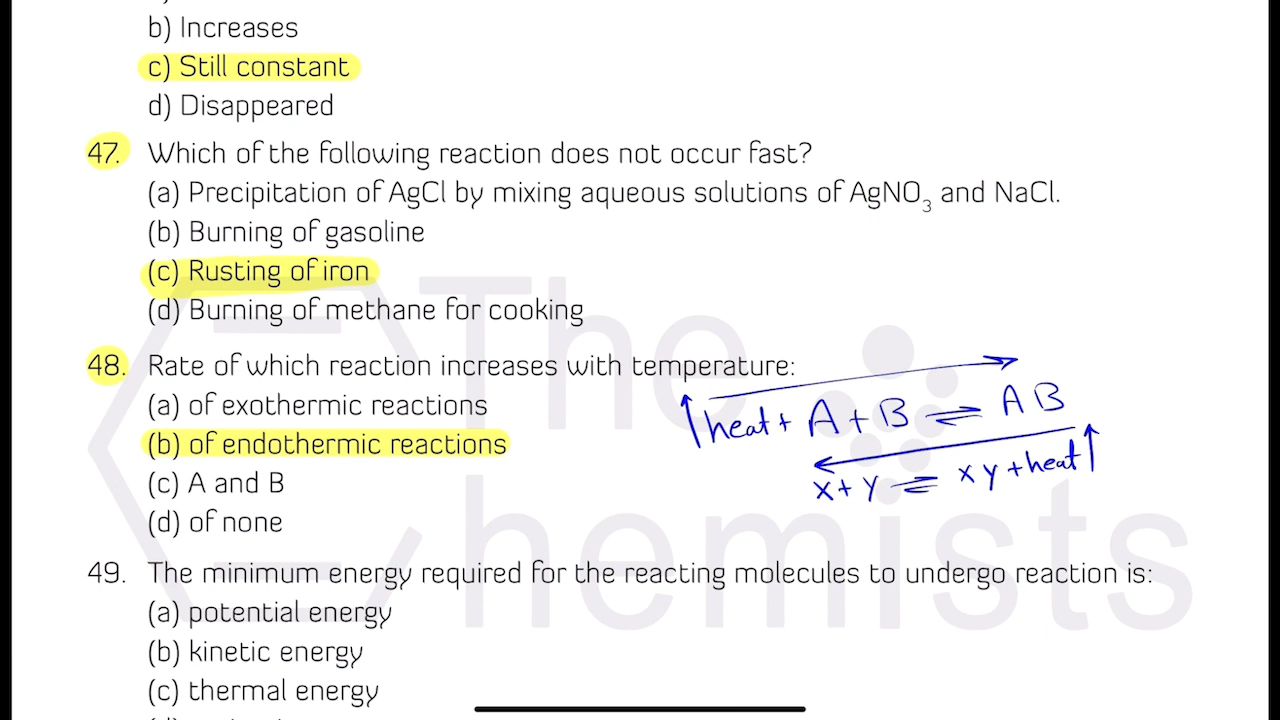 b) Increases
c) Still constant
d) Disappeared
47. Which of the following reaction does not occur fast?
(a) Precipitation of AgCl by mixing aqueous solutions of AgNO₃ and NaCl.
(b) Burning of gasoline
(c) Rusting of iron
(d) Burning of methane for cooking
48. Rate of which reaction increases with temperature:
(a) of exothermic reactions
(b) of endothermic reactions
(c) A and B
(d) of none
↑heat + A + B ⇌ AB
x + y ⇌ xy + heat↑
49. The minimum energy required for the reacting molecules to undergo reaction is:
(a) potential energy
(b) kinetic energy
(c) thermal energy
The
Chemists